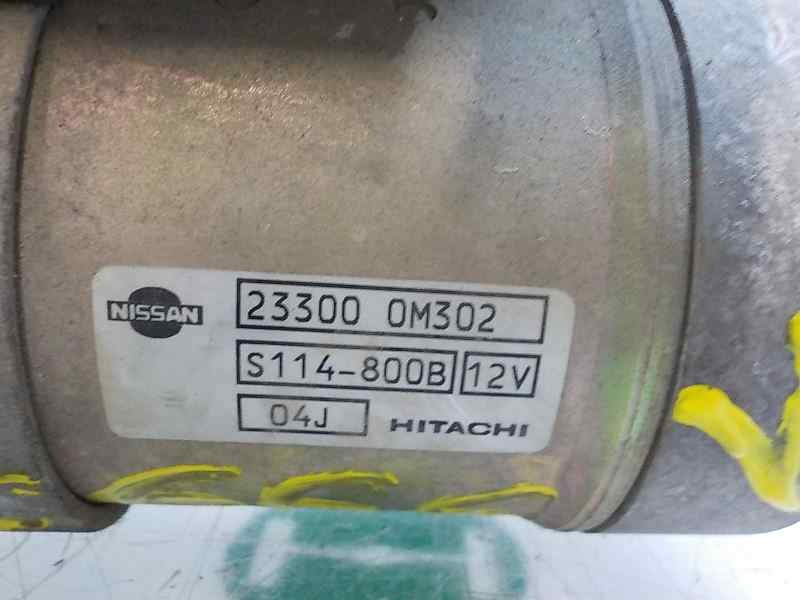 NISSAN
23300 0M302
S114-800B 12V
04J HITACHI